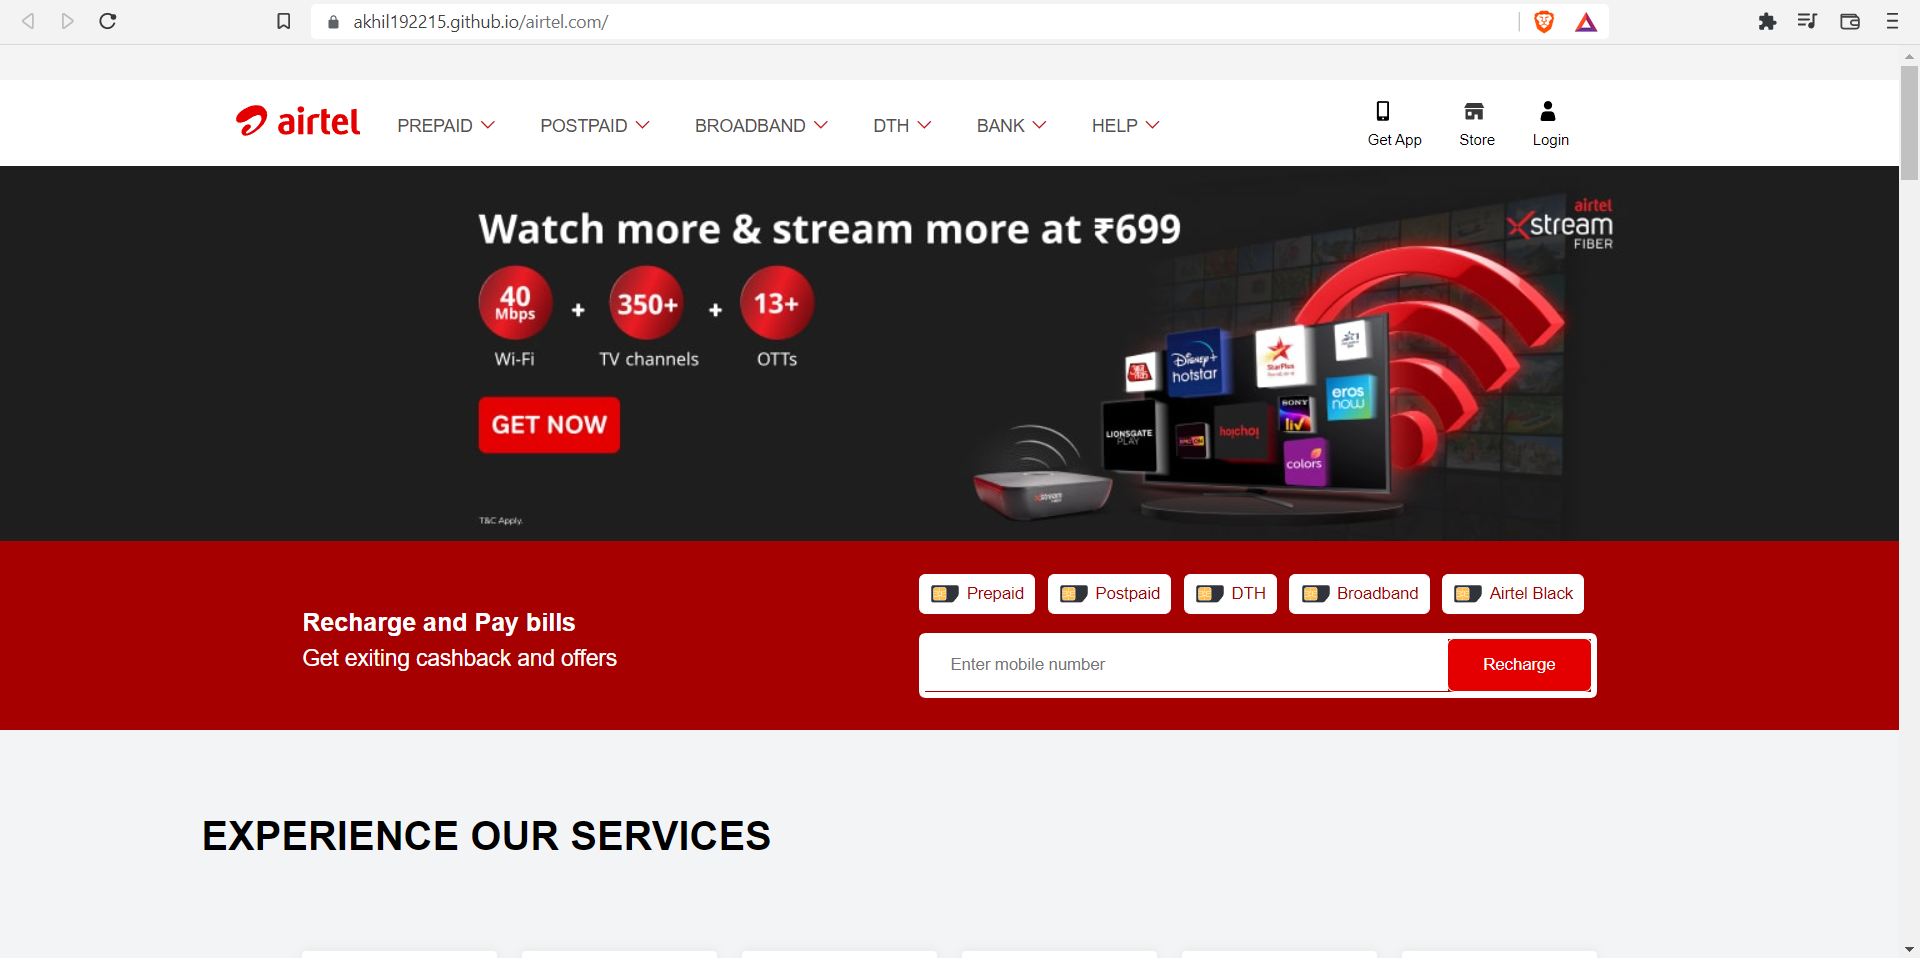 akhil192215.github.io/airtel.com/
airtel
PREPAID
POSTPAID
BROADBAND
DTH
BANK
HELP
Get App
Store
Login
Watch more & stream more at ₹699
40
Mbps
+
350+
+
13+
Wi-Fi
TV channels
OTTs
GET NOW
T&C Apply.
airtel
Xstream
FIBER
DISNEY+
hotstar
StarPlus
SONY
liv
eros
now
LIONSGATE
PLAY
hoichoi
colors
Xstream
Recharge and Pay bills
Get exiting cashback and offers
Prepaid
Postpaid
DTH
Broadband
Airtel Black
Enter mobile number
Recharge
EXPERIENCE OUR SERVICES